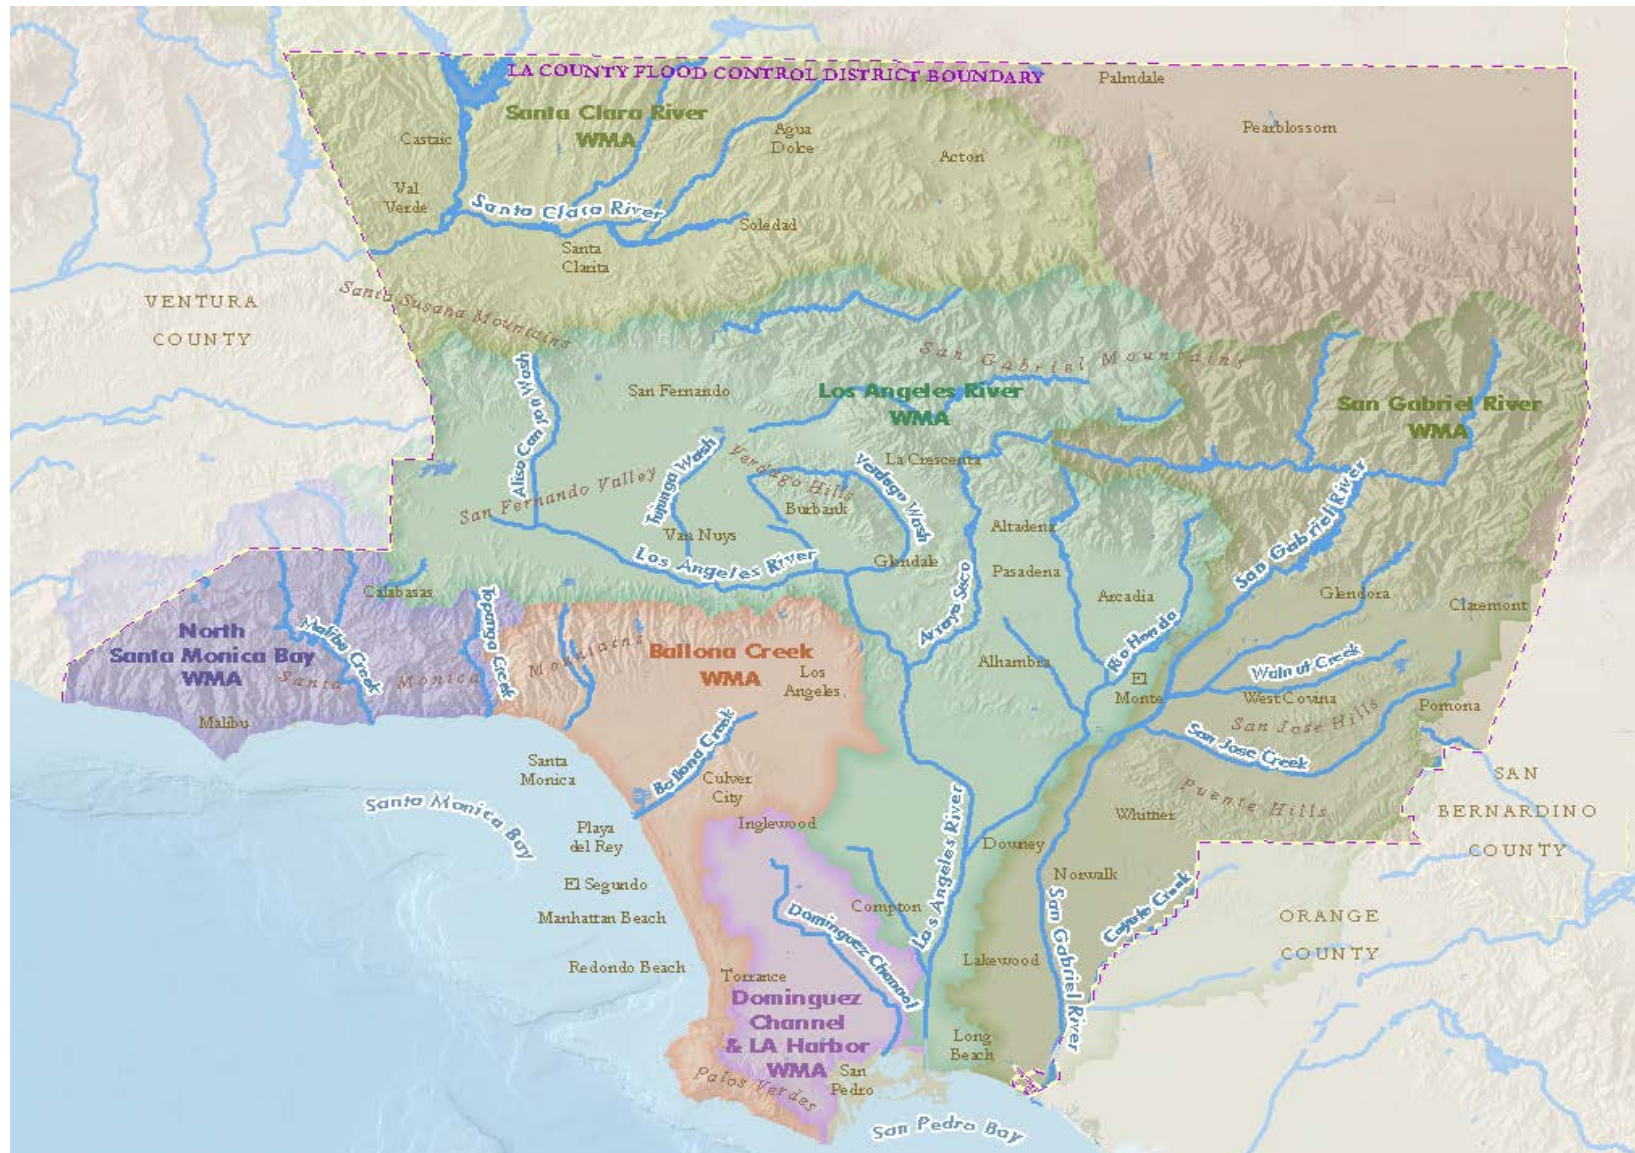 LA COUNTY FLOOD CONTROL DISTRICT BOUNDARY
Palmdale
Santa Clara River
WMA
Castaic
Agua
Dolce
Pearblossom
Acton
Val
Verde
Santa Clara River
Soledad
Santa
Clarita
VENTURA
COUNTY
Santa Susana Mountains
San Gabriel Mountains
Aliso Canyon Wash
San Fernando
Los Angeles River
WMA
San Gabriel River
WMA
Tujunga Wash
Verdugo Hills
Verdugo Wash
La Crescenta
San Fernando Valley
Burbank
San Gabriel River
Van Nuys
Altadena
Los Angeles River
Glendale
Pasadena
Arroyo Seco
Calabasas
Topanga Creek
Arcadia
Glendora
Claremont
North
Santa Monica Bay
WMA
Malibu Creek
Santa Monica Mountains
Ballona Creek
WMA
Los
Angeles
Alhambra
Rio Hondo
El
Monte
Walnut Creek
West Covina
San Jose Hills
Pomona
Malibu
San Jose Creek
Santa
Monica
Ballona Creek
Culver
City
Puente Hills
SAN
BERNARDINO
COUNTY
Santa Monica Bay
Playa
del Rey
Inglewood
Los Angeles River
Whittier
Downey
El Segundo
Norwalk
Manhattan Beach
Compton
Dominguez Channel
San Gabriel River
Coyote Creek
ORANGE
COUNTY
Redondo Beach
Torrance
Lakewood
Dominguez
Channel
& LA Harbor
WMA
Long
Beach
San
Pedro
Palos Verdes
San Pedro Bay